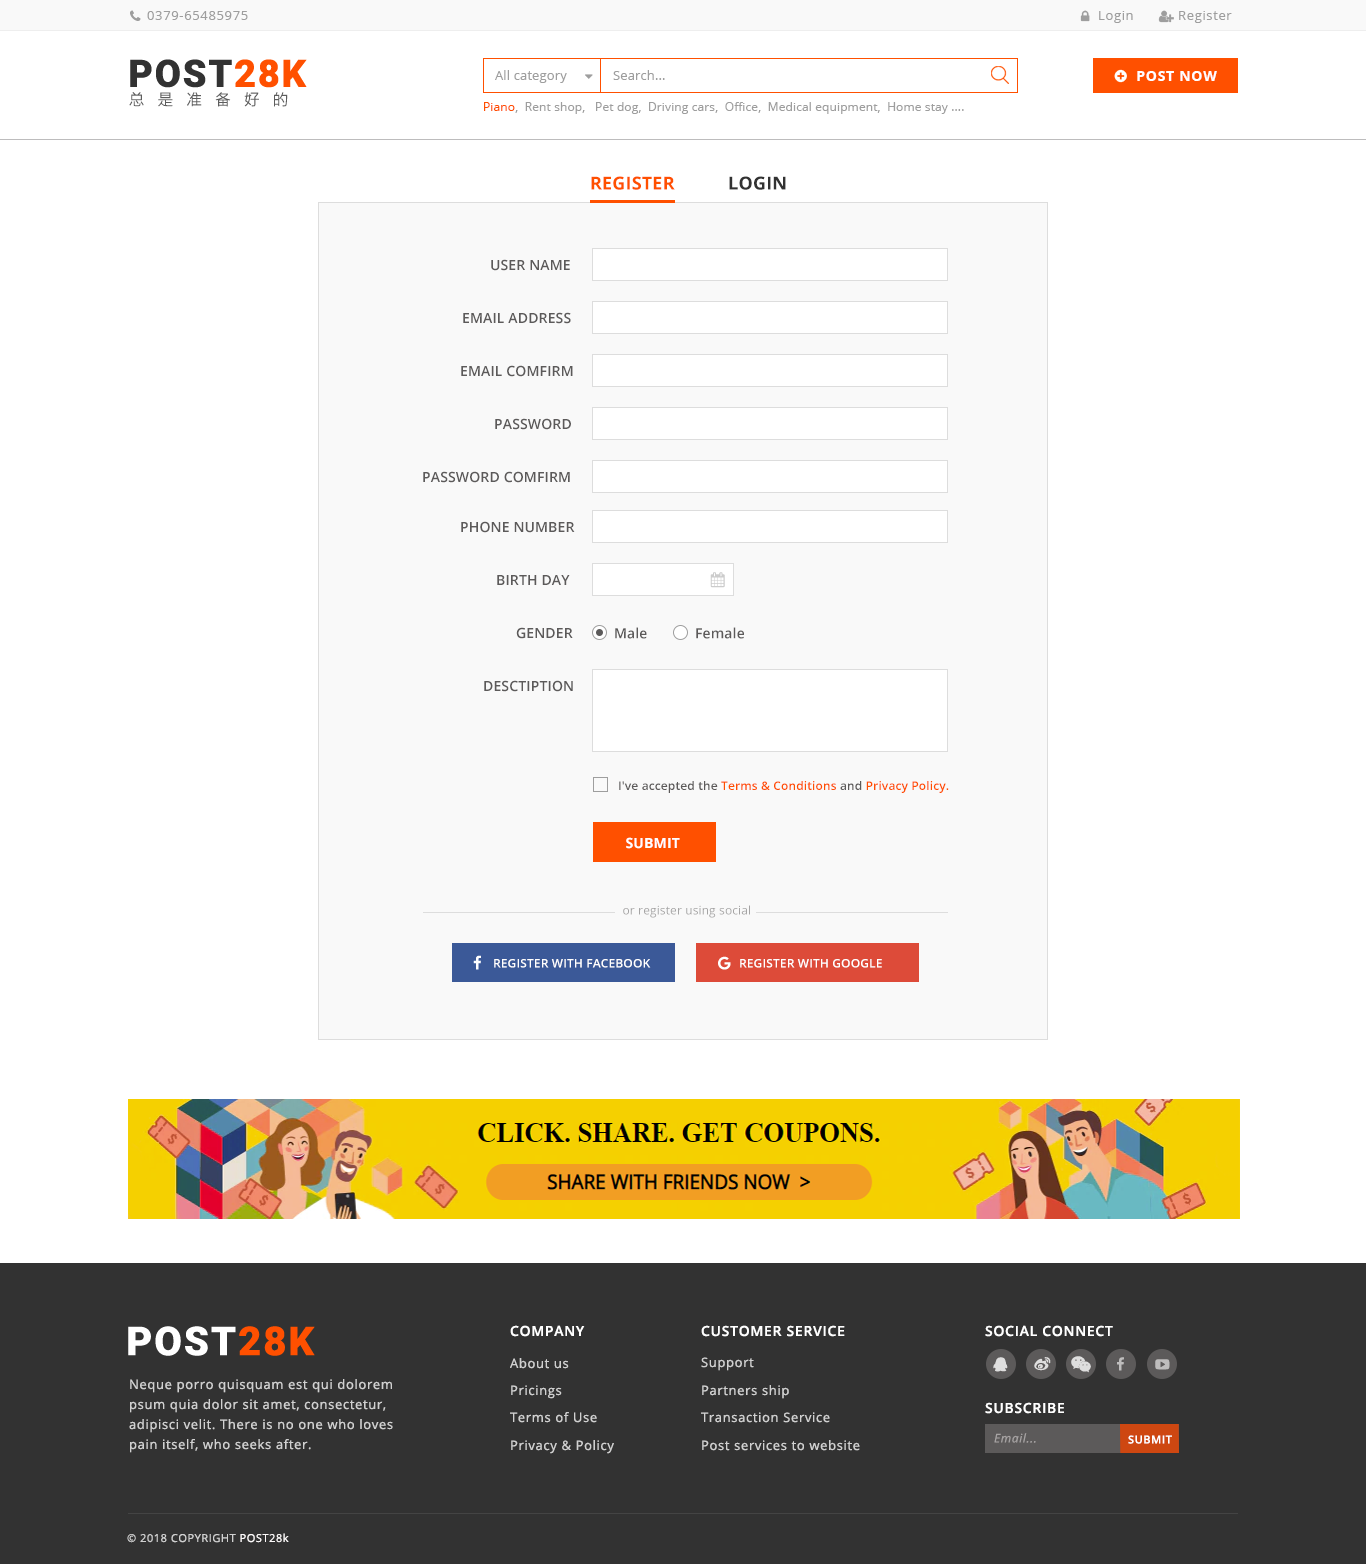 0379-65485975
Login
Register
POST28K
总是准备好的
All category
Search...
POST NOW
Piano, Rent shop, Pet dog, Driving cars, Office, Medical equipment, Home stay ....
REGISTER
LOGIN
USER NAME
EMAIL ADDRESS
EMAIL COMFIRM
PASSWORD
PASSWORD COMFIRM
PHONE NUMBER
BIRTH DAY
GENDER
Male
Female
DESCTIPTION
I've accepted the Terms & Conditions and Privacy Policy.
SUBMIT
or register using social
REGISTER WITH FACEBOOK
REGISTER WITH GOOGLE
CLICK. SHARE. GET COUPONS.
SHARE WITH FRIENDS NOW >
POST28K
Neque porro quisquam est qui dolorem
psum quia dolor sit amet, consectetur,
adipisci velit. There is no one who loves
pain itself, who seeks after.
COMPANY
About us
Pricings
Terms of Use
Privacy & Policy
CUSTOMER SERVICE
Support
Partners ship
Transaction Service
Post services to website
SOCIAL CONNECT
SUBSCRIBE
Email...
SUBMIT
© 2018 COPYRIGHT POST28k